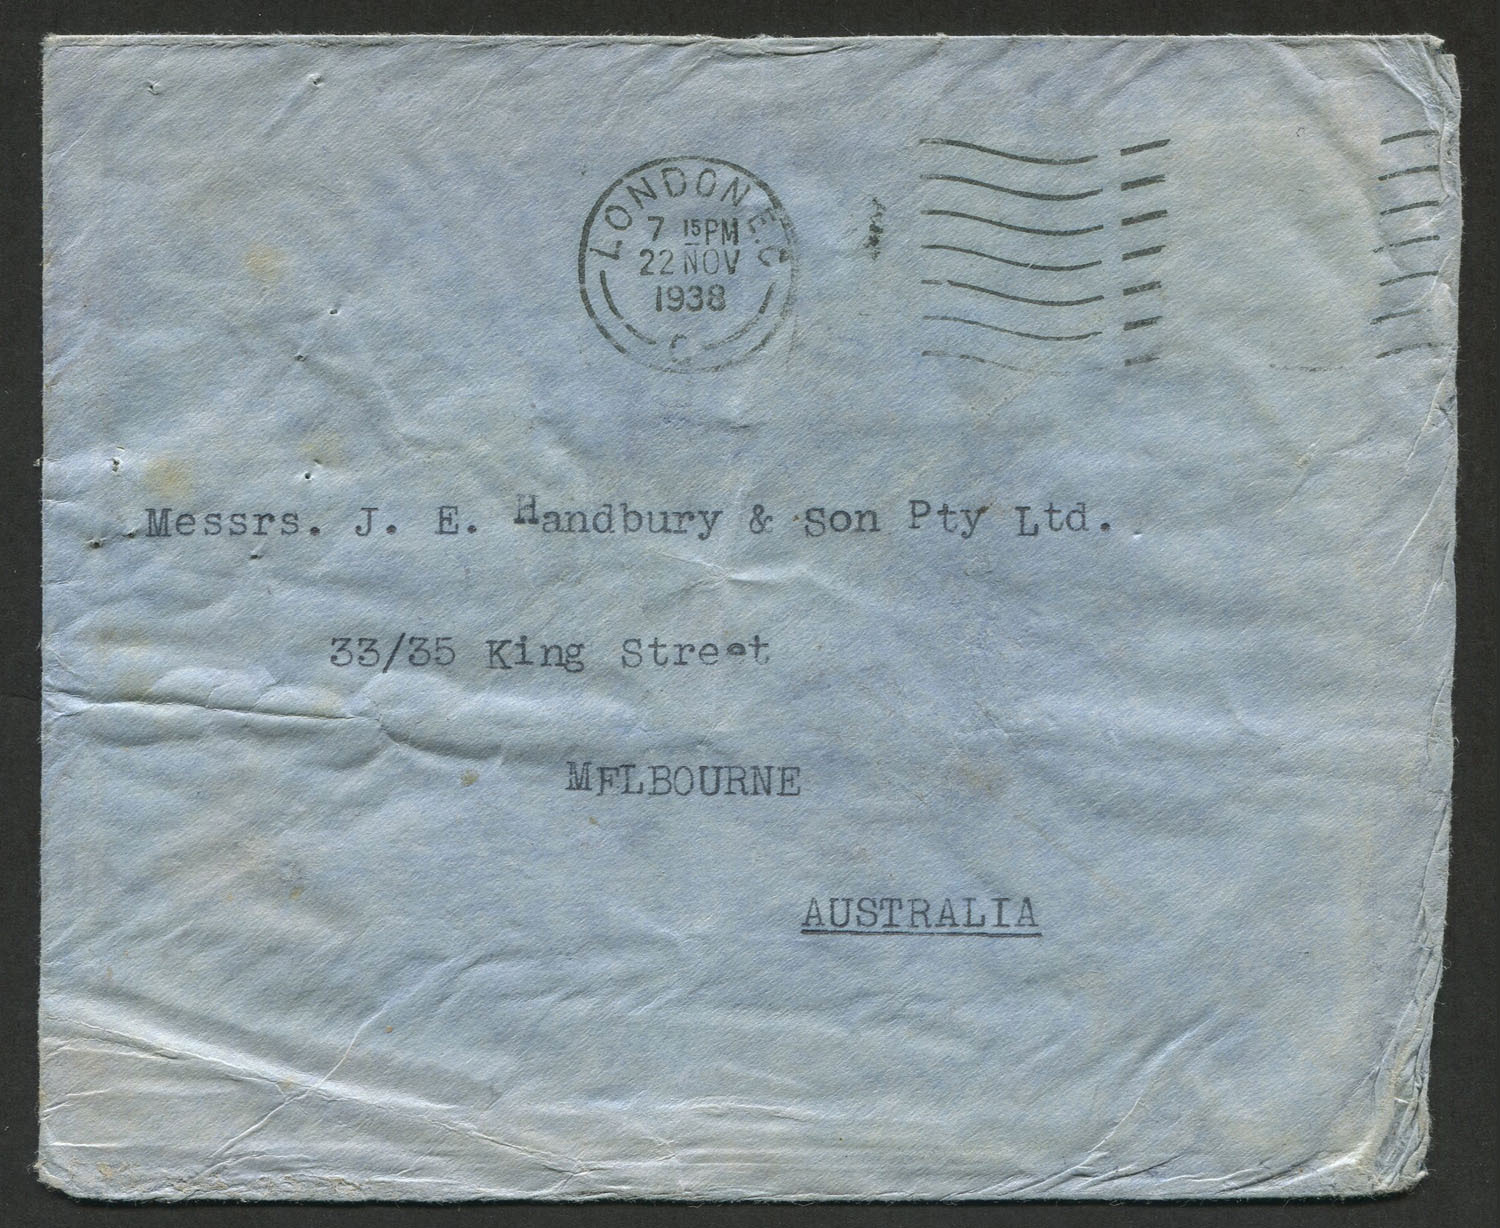 LONDON E.C.
7 15 PM
22 NOV
1938
C
Messrs. J. E. Handbury & Son Pty Ltd.
33/35 King Street
MELBOURNE
AUSTRALIA